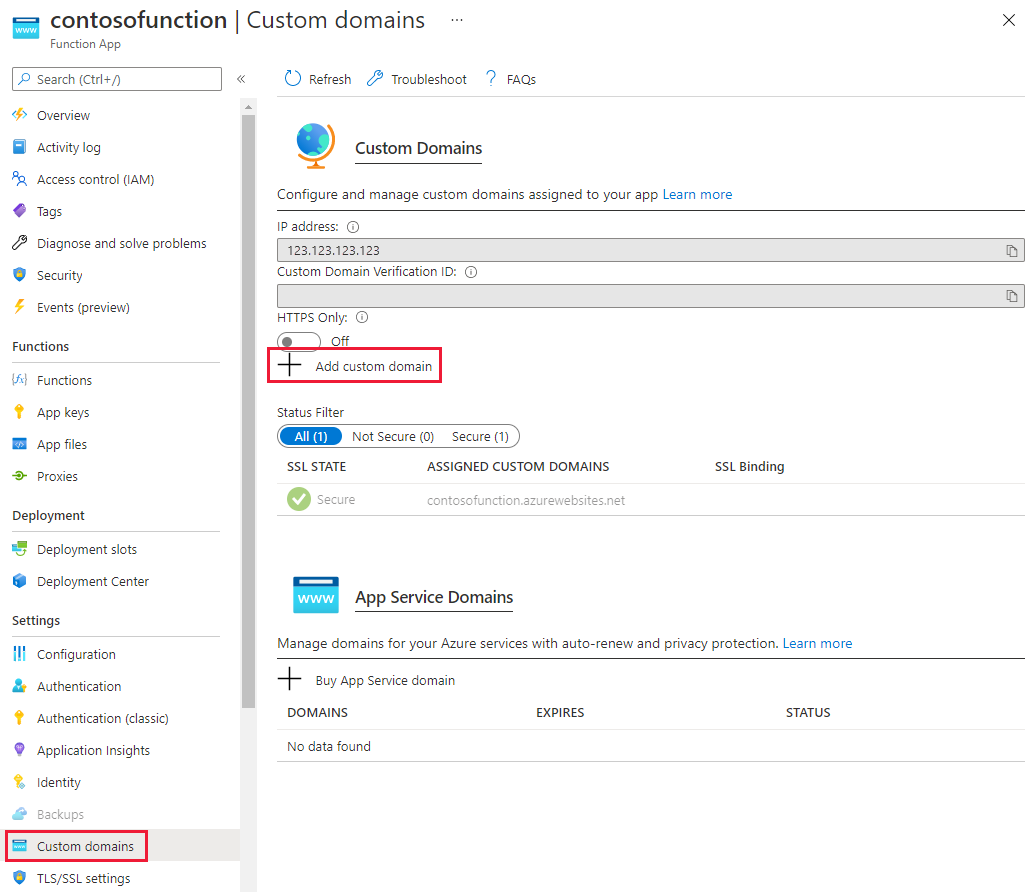 contosofunction | Custom domains ...
Function App
Search (Ctrl+/)
Overview
Activity log
Access control (IAM)
Tags
Diagnose and solve problems
Security
Events (preview)
Functions
Functions
App keys
App files
Proxies
Deployment
Deployment slots
Deployment Center
Settings
Configuration
Authentication
Authentication (classic)
Application Insights
Identity
Backups
Custom domains
TLS/SSL settings
Refresh Troubleshoot FAQs
Custom Domains
Configure and manage custom domains assigned to your app Learn more
IP address:
123.123.123.123
Custom Domain Verification ID:
HTTPS Only:
Off
Add custom domain
Status Filter
All (1) Not Secure (0) Secure (1)
SSL STATE ASSIGNED CUSTOM DOMAINS SSL Binding
Secure contosofunction.azurewebsites.net
www App Service Domains
Manage domains for your Azure services with auto-renew and privacy protection. Learn more
Buy App Service domain
DOMAINS EXPIRES STATUS
No data found